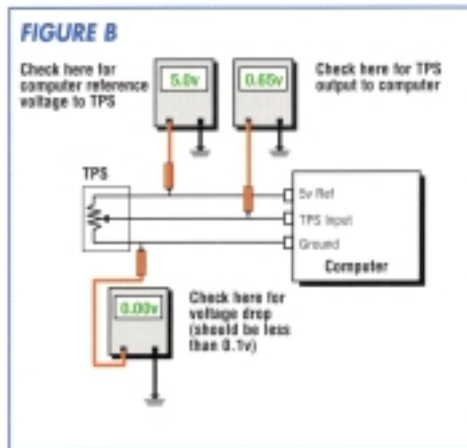 FIGURE B
Check here for
computer reference
voltage to TPS
5.0v
0.65v
Check here for TPS
output to computer
TPS
5v Ref
TPS Input
Ground
Computer
0.00v
Check here for
voltage drop
(should be less
than 0.1v)